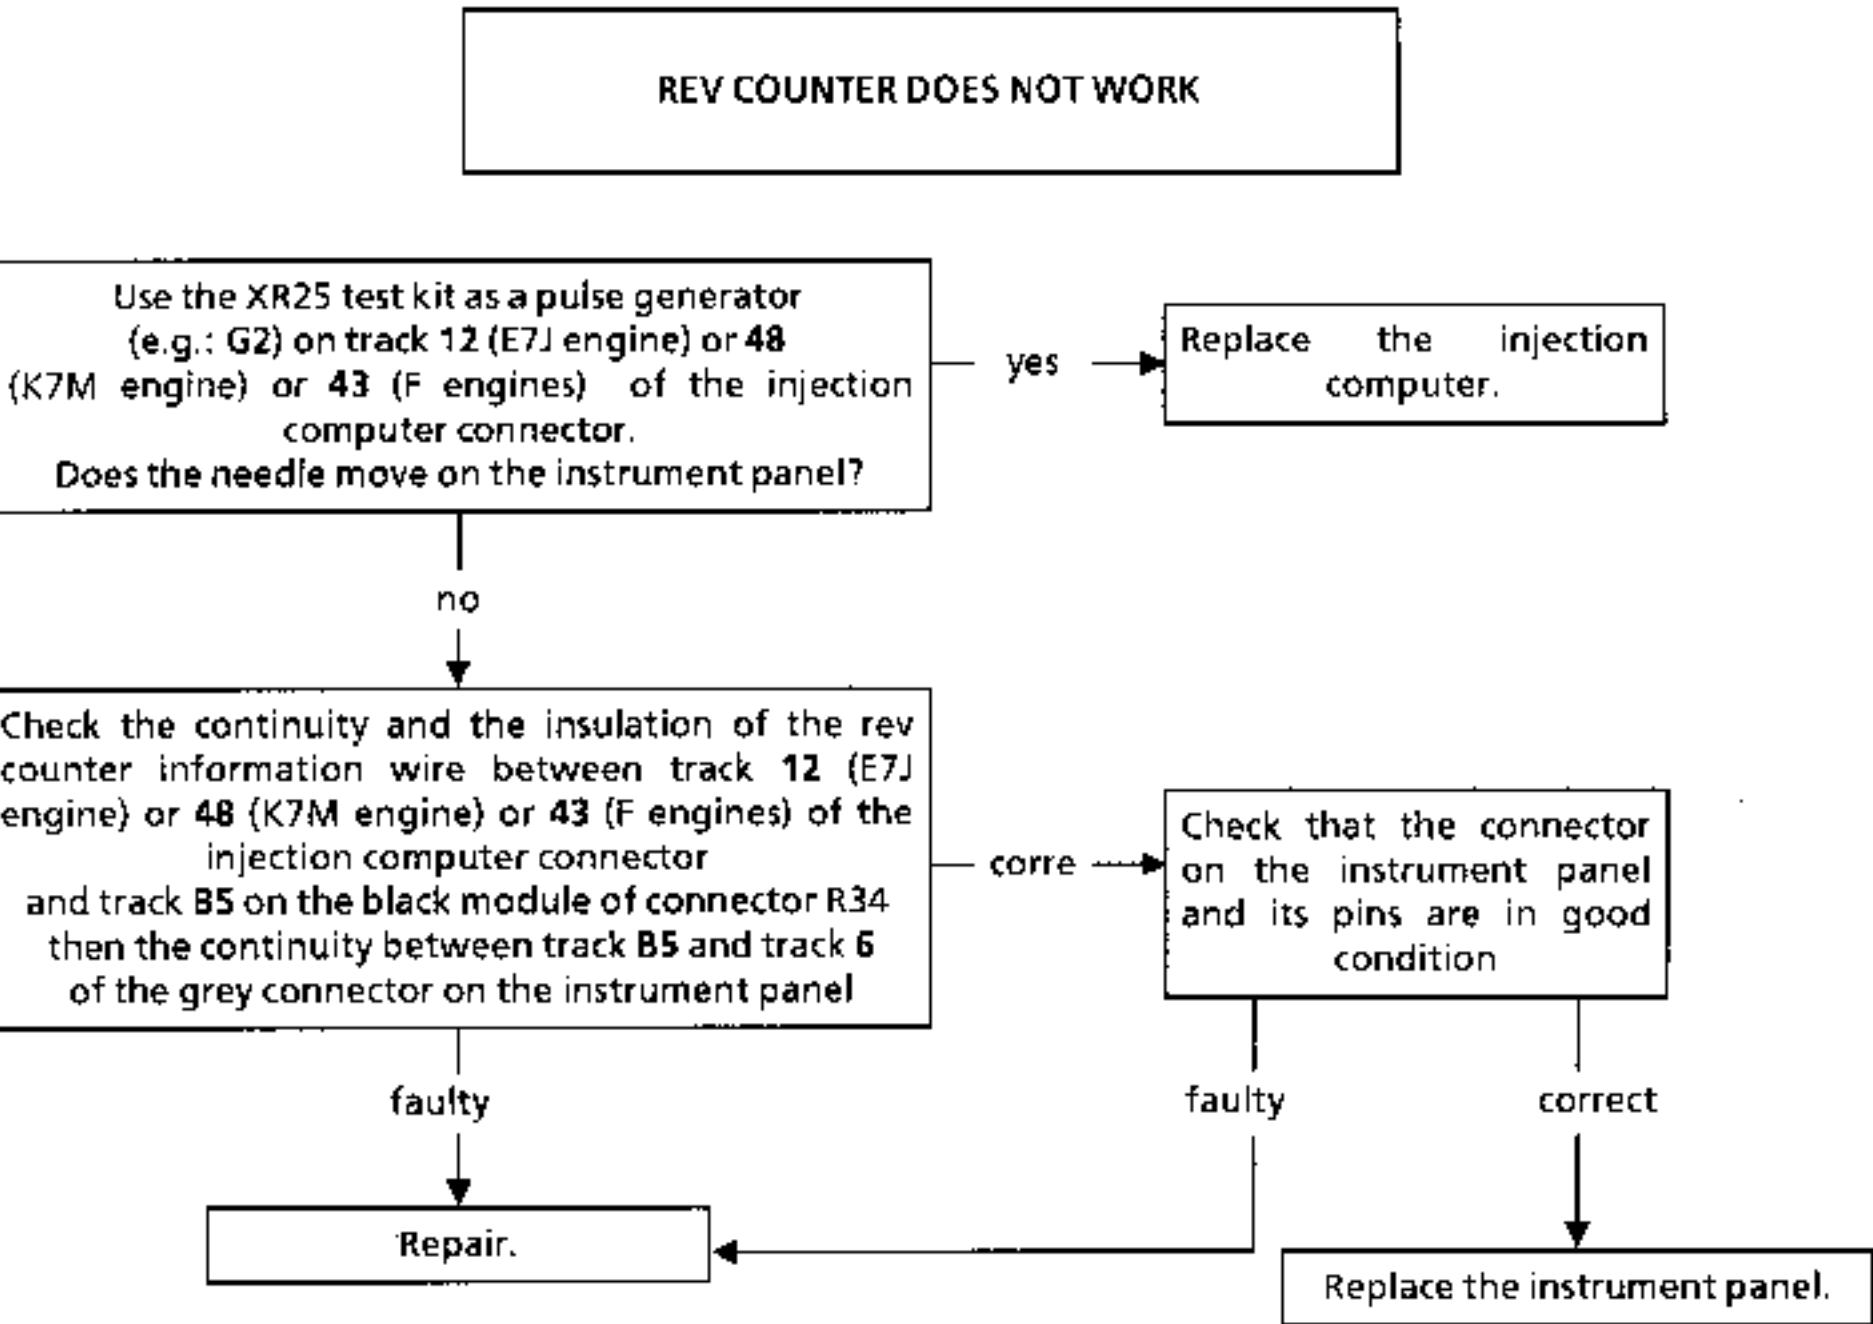 REV COUNTER DOES NOT WORK
Use the XR25 test kit as a pulse generator
(e.g.: G2) on track 12 (E7J engine) or 48
(K7M engine) or 43 (F engines) of the injection
computer connector.
Does the needle move on the instrument panel?
yes
Replace the injection
computer.
no
Check the continuity and the insulation of the rev
counter information wire between track 12 (E7J
engine) or 48 (K7M engine) or 43 (F engines) of the
injection computer connector
and track B5 on the black module of connector R34
then the continuity between track B5 and track 6
of the grey connector on the instrument panel
corre
Check that the connector
on the instrument panel
and its pins are in good
condition
faulty
faulty
correct
Repair.
Replace the instrument panel.